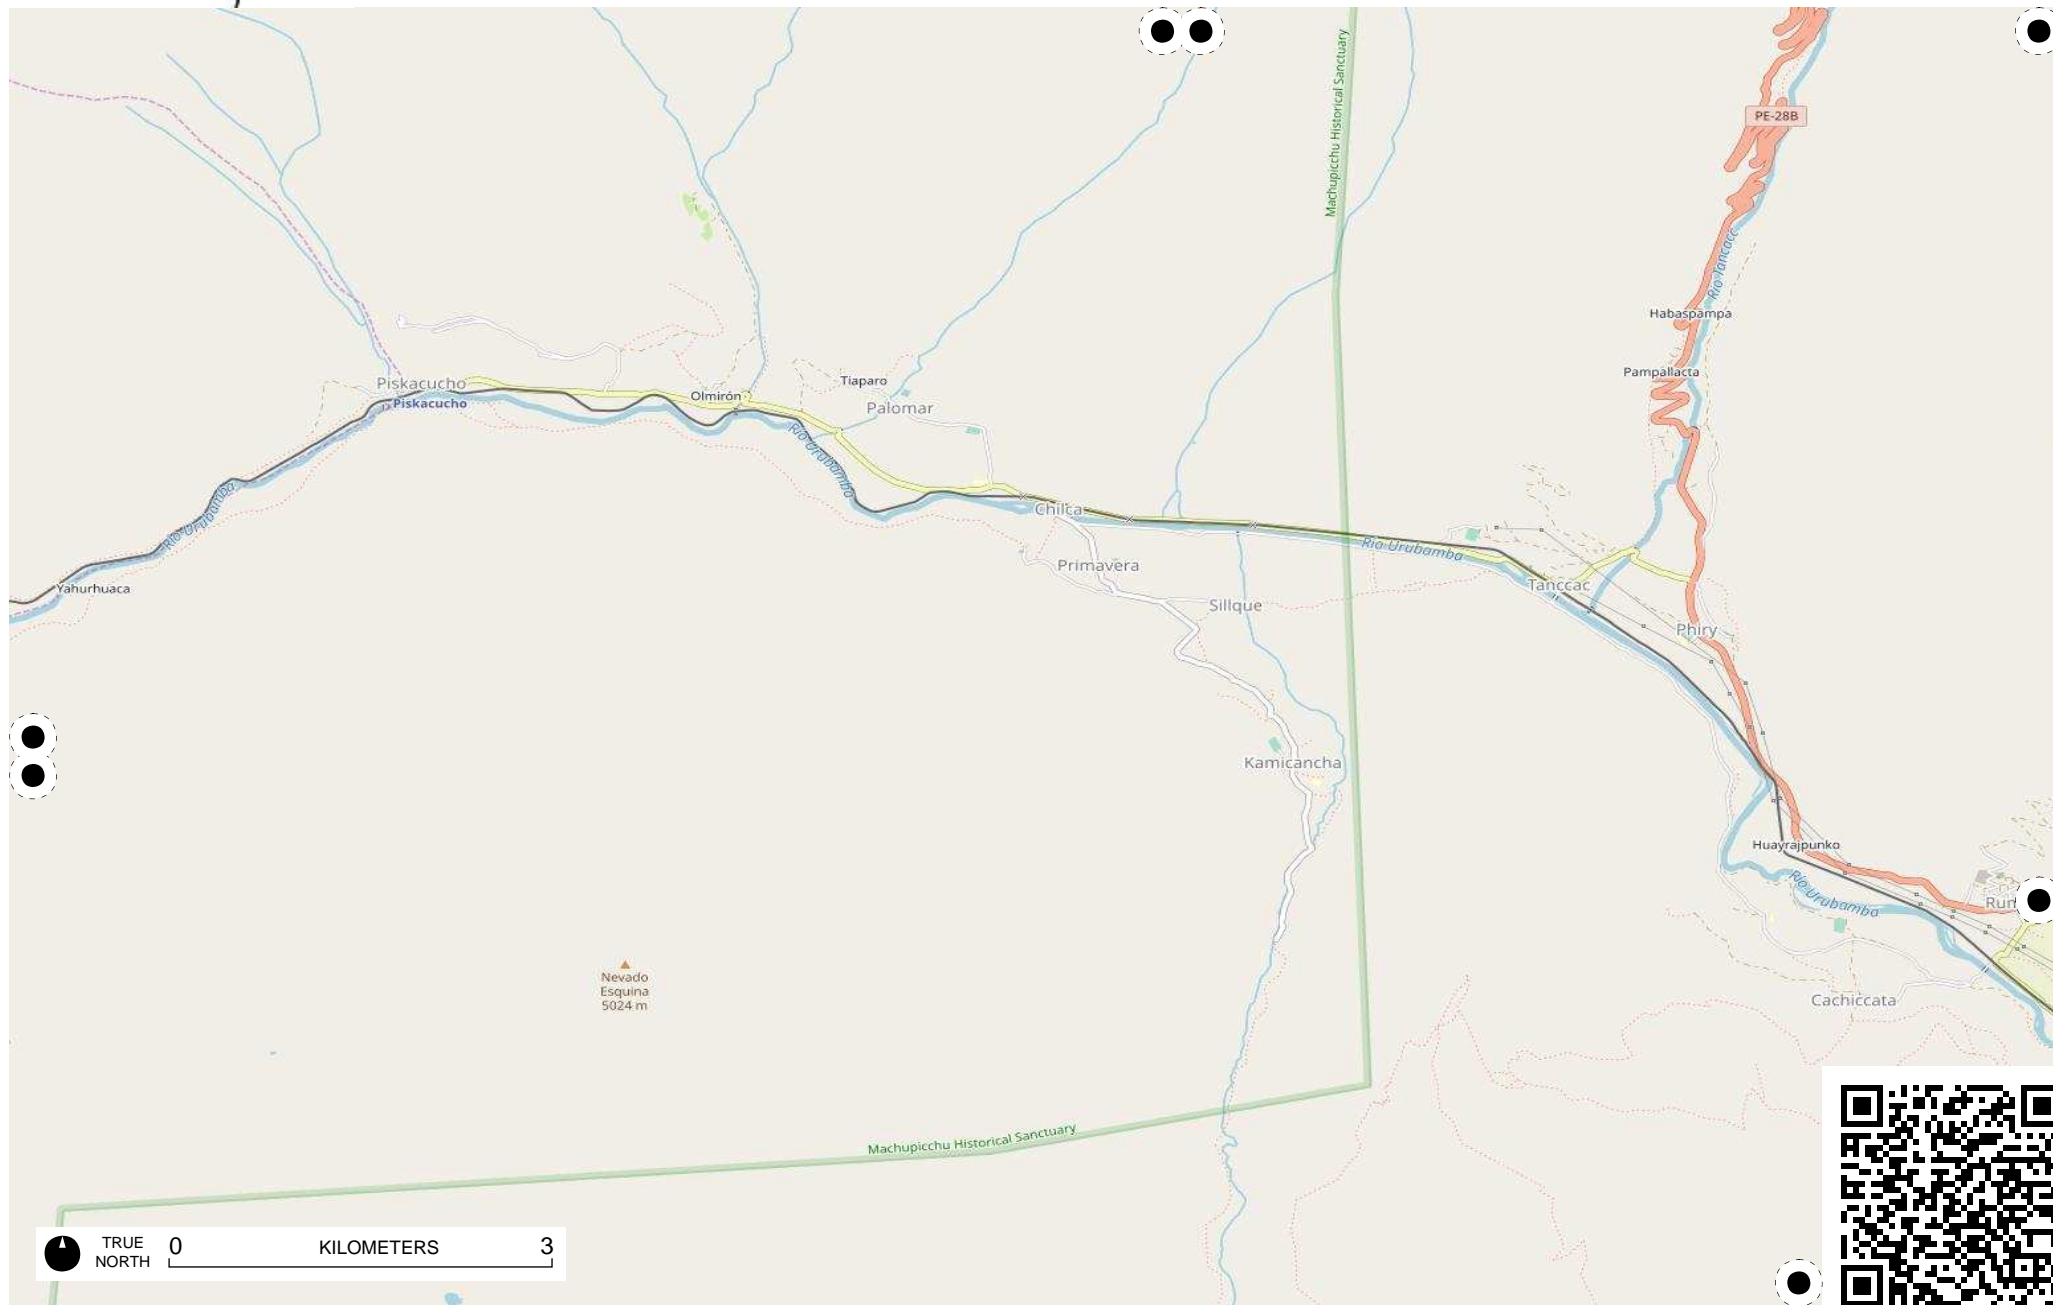 Machupicchu Historical Sanctuary
PE-28B
Habaspampa
Pampallacta
Piskacucho
Piskacucho
Olmirón
Tiaparo
Palomar
Río Urubamba
Río Urubamba
Yahurhuaca
Chilca
Primavera
Sillque
Río Urubamba
Tanccac
Phiry
Kamicancha
Huayrajpunko
Río Urubamba
Cachiccata
Nevado
Esquina
5024 m
Machupicchu Historical Sanctuary
TRUE
NORTH
0
KILOMETERS
3